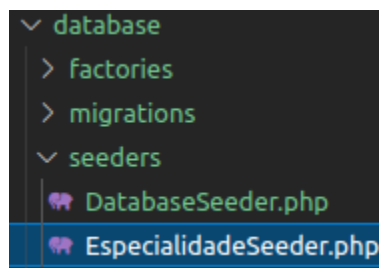 database
factories
migrations
seeders
DatabaseSeeder.php
EspecialidadeSeeder.php